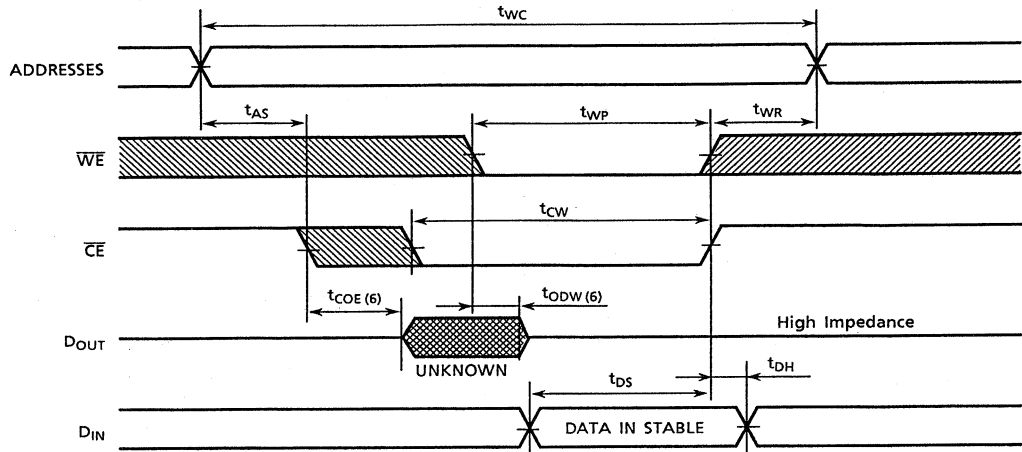 tWC
ADDRESSES
tAS
tWP
tWR
WE
tCW
CE
tCOE (6)
tODW (6)
High Impedance
DOUT
UNKNOWN
tDS
tDH
DIN
DATA IN STABLE